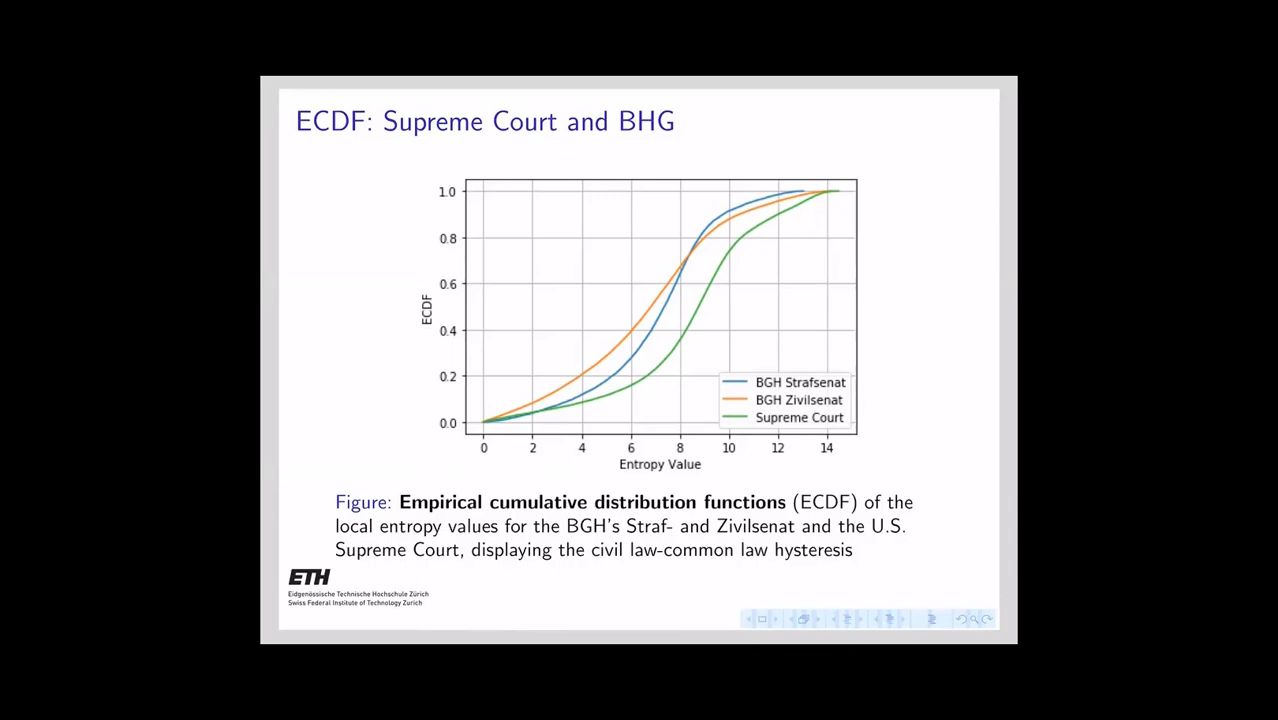 ECDF: Supreme Court and BHG
1.0
0.8
0.6
0.4
0.2
0.0
ECDF
BGH Strafsenat
BGH Zivilsenat
Supreme Court
0 2 4 6 8 10 12 14
Entropy Value
Figure: Empirical cumulative distribution functions (ECDF) of the
local entropy values for the BGH's Straf- and Zivilsenat and the U.S.
Supreme Court, displaying the civil law-common law hysteresis
ETH
Eidgenössische Technische Hochschule Zürich
Swiss Federal Institute of Technology Zurich